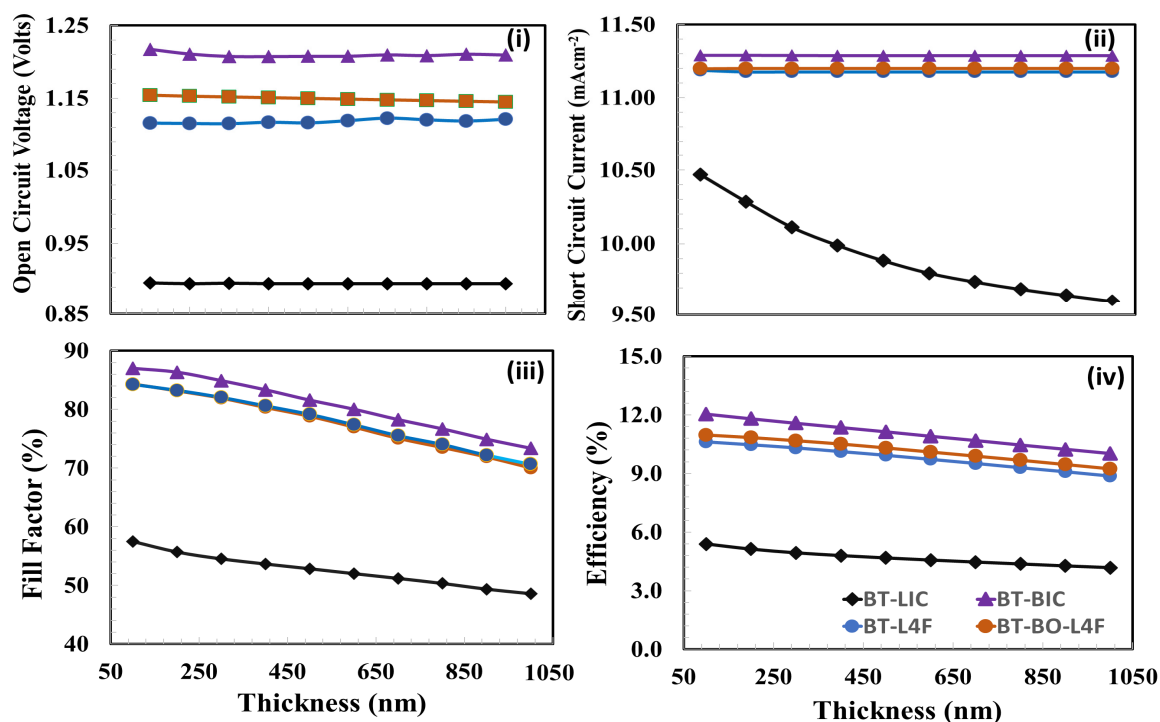 Open Circuit Voltage (Volts)
1.25
1.15
1.05
0.95
0.85
(i)
Short Circuit Current (mAcm⁻²)
11.50
11.00
10.50
10.00
9.50
(ii)
Fill Factor (%)
90
80
70
60
50
40
(iii)
50 250 450 650 850 1050
Thickness (nm)
Efficiency (%)
15.0
12.0
9.0
6.0
3.0
0.0
(iv)
BT-LIC BT-BIC
BT-L4F BT-BO-L4F
50 250 450 650 850 1050
Thickness (nm)